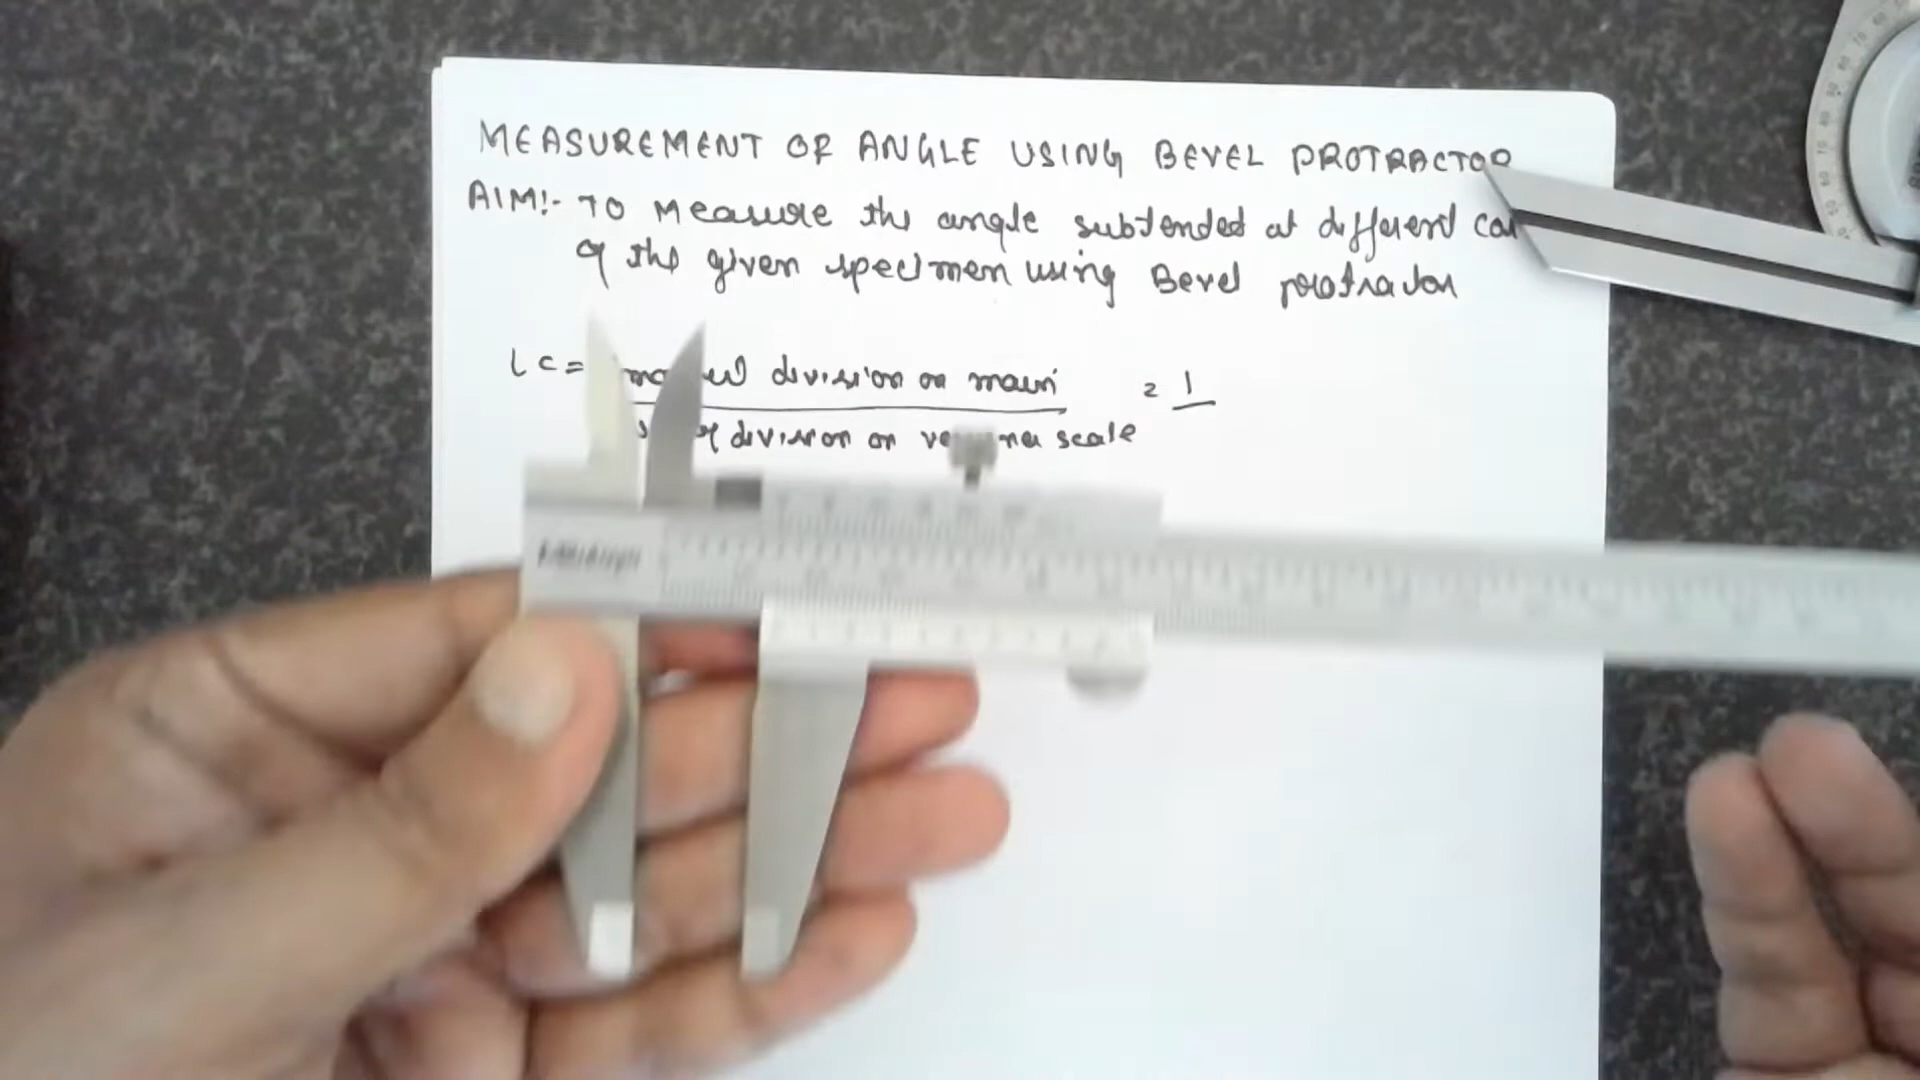 MEASUREMENT OF ANGLE USING BEVEL PROTRACTOR
AIM:- TO Measure the angle subtended at different
of the given specimen using Bevel protractor
LC = division on main = 1
of division on scale